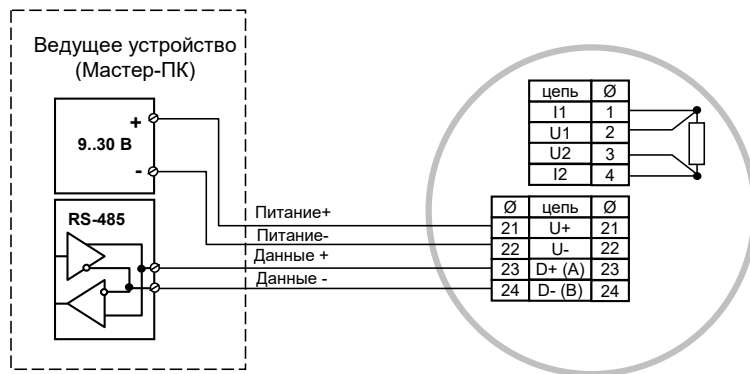 Ведущее устройство
(Мастер-ПК)
+
9..30 В
-
RS-485
Питание+
Питание-
Данные +
Данные -
цепь Ø
I1 1
U1 2
U2 3
I2 4
Ø цепь Ø
21 U+ 21
22 U- 22
23 D+ (A) 23
24 D- (B) 24